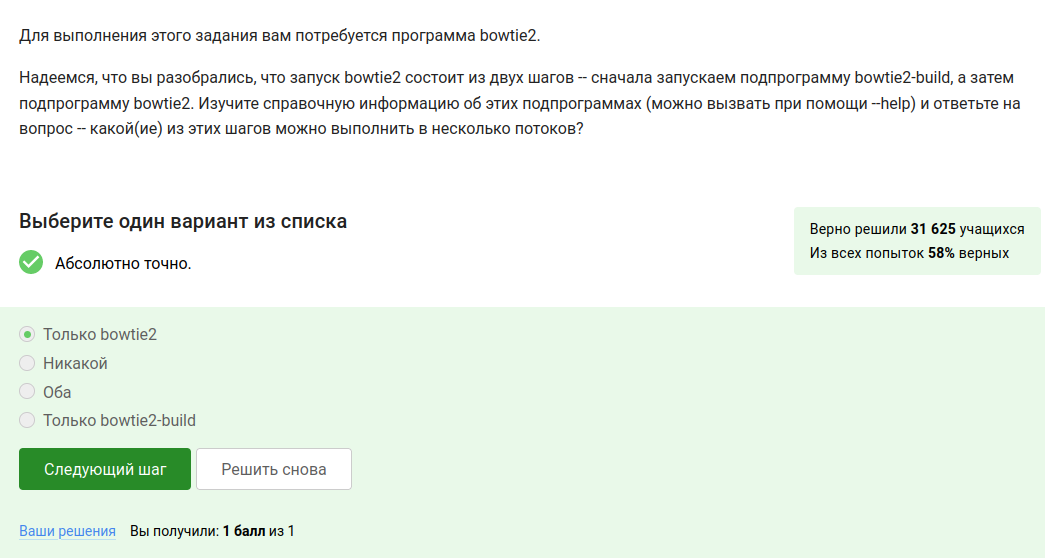 Для выполнения этого задания вам потребуется программа bowtie2.
Надеемся, что вы разобрались, что запуск bowtie2 состоит из двух шагов -- сначала запускаем подпрограмму bowtie2-build, а затем
подпрограмму bowtie2. Изучите справочную информацию об этих подпрограммах (можно вызвать при помощи --help) и ответьте на
вопрос -- какой(ие) из этих шагов можно выполнить в несколько потоков?
Выберите один вариант из списка
Верно решили 31 625 учащихся
Из всех попыток 58% верных
Абсолютно точно.
Только bowtie2
Никакой
Оба
Только bowtie2-build
Следующий шаг
Решить снова
Ваши решения
Вы получили: 1 балл из 1